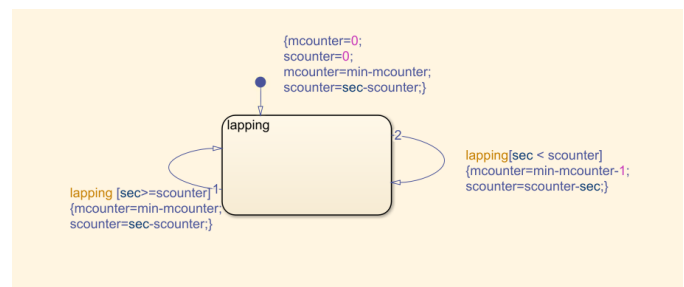 {mcounter=0;
scounter=0;
mcounter=min-mcounter;
scounter=sec-scounter;}
lapping
2
lapping[sec < scounter]
{mcounter=min-mcounter-1;
scounter=scounter-sec;}
lapping [sec>=scounter]
1
{mcounter=min-mcounter;
scounter=sec-scounter;}